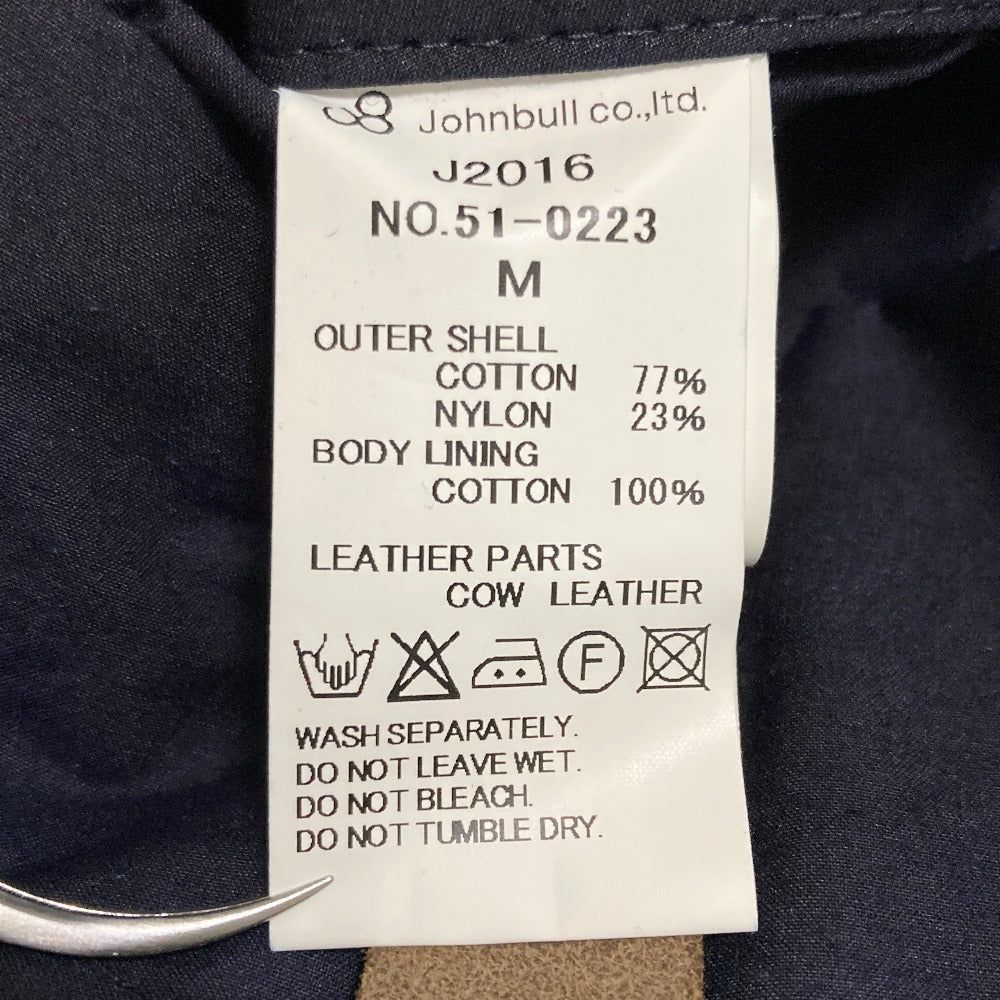 Johnbull co.,ltd.
J2016
NO.51-0223
M
OUTER SHELL
COTTON 77%
NYLON 23%
BODY LINING
COTTON 100%
LEATHER PARTS
COW LEATHER
F
WASH SEPARATELY.
DO NOT LEAVE WET.
DO NOT BLEACH.
DO NOT TUMBLE DRY.